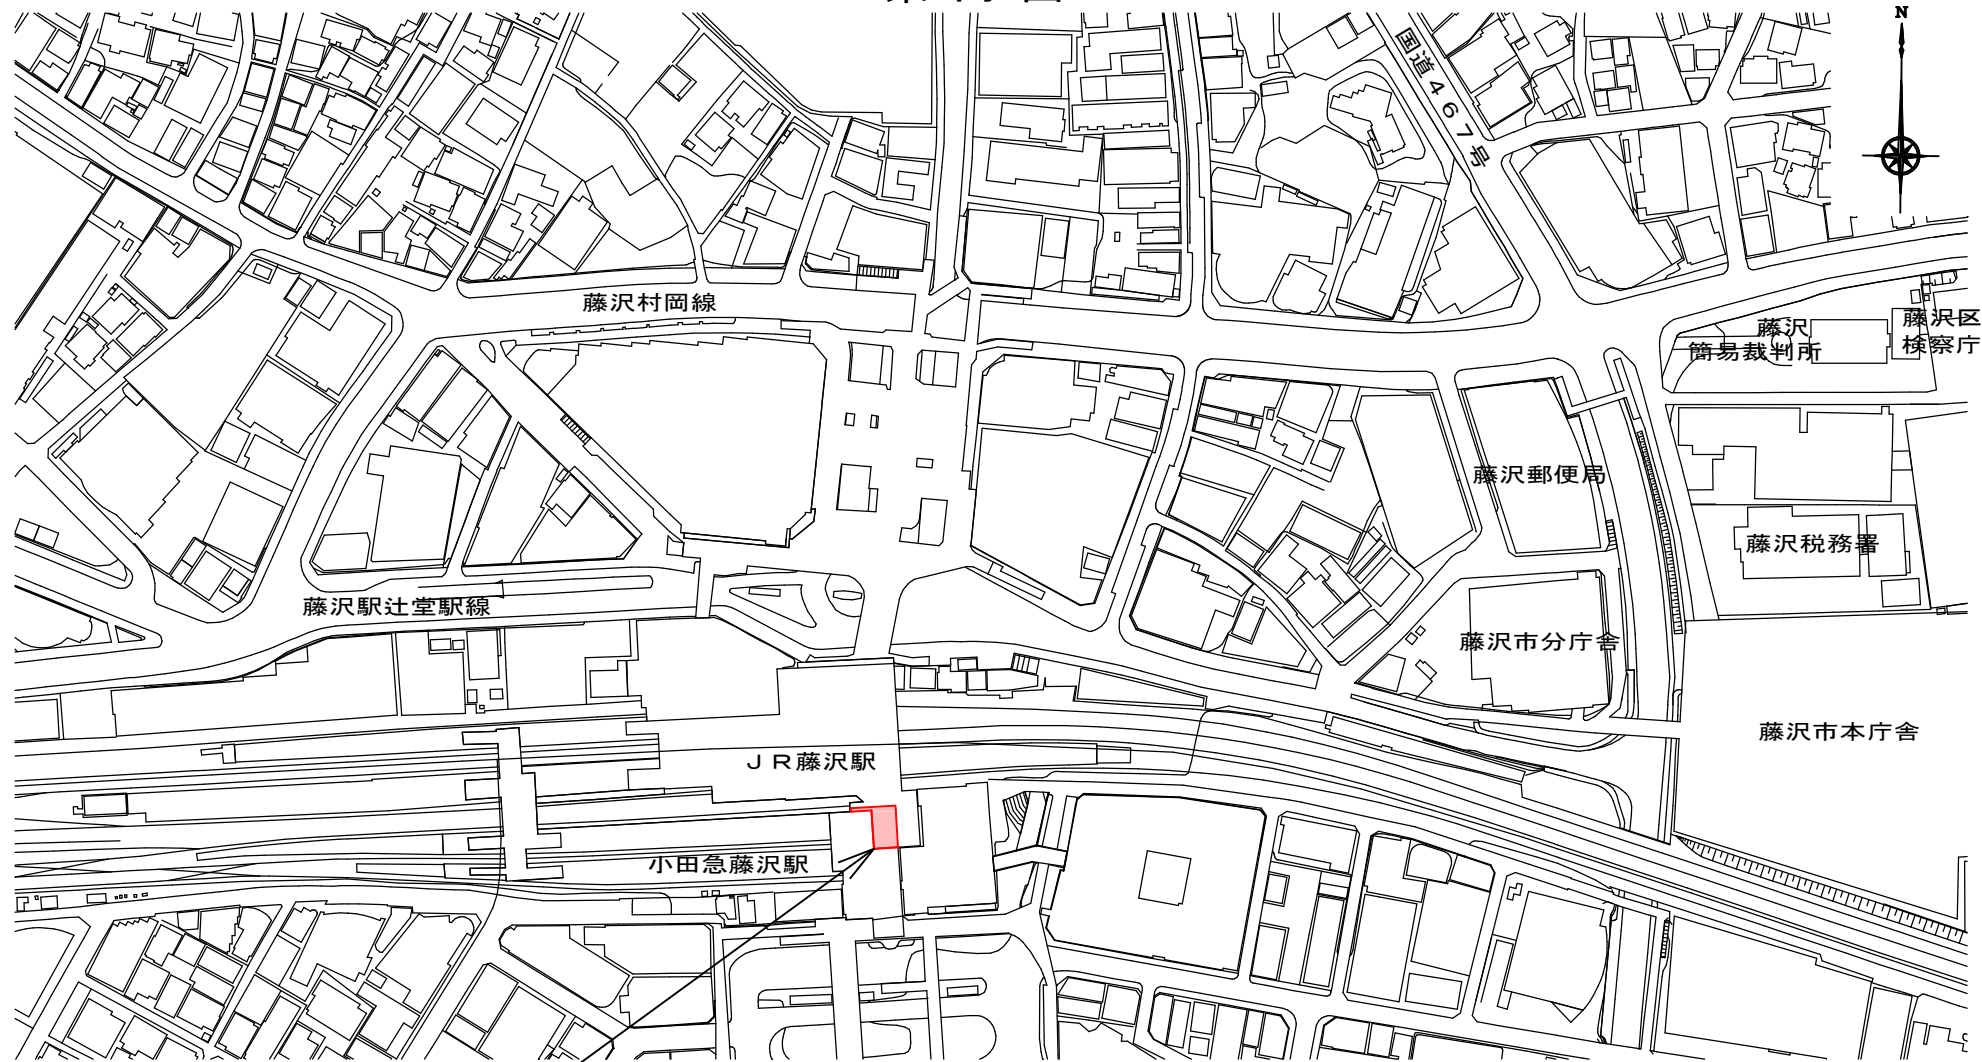 N
国道467号
藤沢村岡線
藤沢
簡易裁判所
藤沢区
検察庁
藤沢郵便局
藤沢税務署
藤沢駅辻堂駅線
藤沢市分庁舎
藤沢市本庁舎
JR藤沢駅
小田急藤沢駅